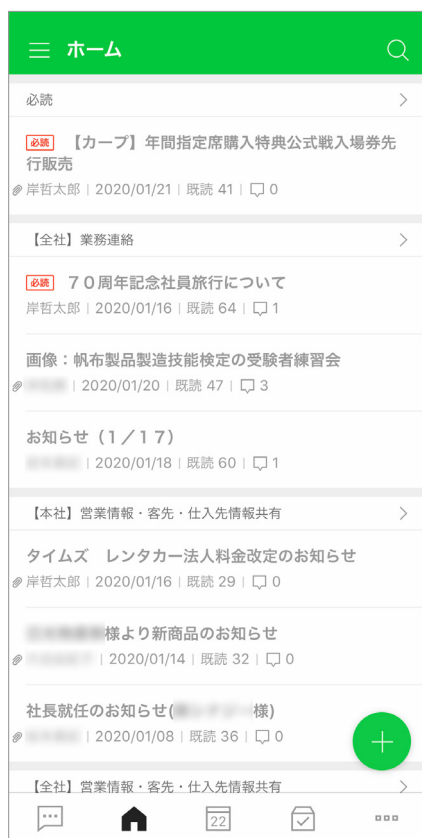 ホーム
必読
必読 【カープ】年間指定席購入特典公式戦入場券先
行販売
岸哲太郎 | 2020/01/21 | 既読 41 | 0
【全社】業務連絡
必読 70周年記念社員旅行について
岸哲太郎 | 2020/01/16 | 既読 64 | 1
画像：帆布製品製造技能検定の受験者練習会
| 2020/01/20 | 既読 47 | 3
お知らせ（１／１７）
| 2020/01/18 | 既読 60 | 1
【本社】営業情報・客先・仕入先情報共有
タイムズ　レンタカー法人料金改定のお知らせ
岸哲太郎 | 2020/01/16 | 既読 29 | 0
様より新商品のお知らせ
| 2020/01/14 | 既読 32 | 0
社長就任のお知らせ( 様)
| 2020/01/08 | 既読 36 | 0
【全社】営業情報・客先・仕入先情報共有
22